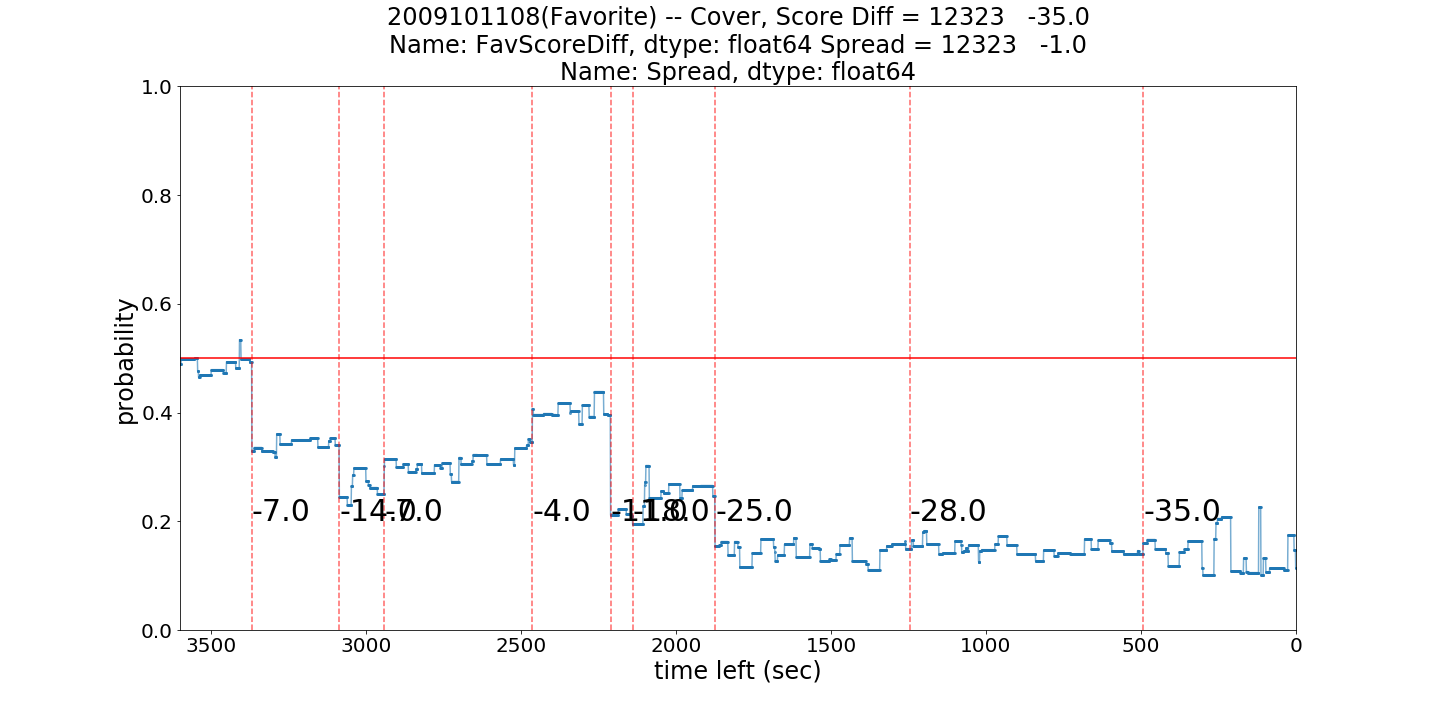 2009101108(Favorite) -- Cover, Score Diff = 12323   -35.0
Name: FavScoreDiff, dtype: float64 Spread = 12323   -1.0
Name: Spread, dtype: float64
1.0
0.8
0.6
0.4
0.2
0.0
probability
-7.0
-14.0
-7.0
-4.0
-11.0
-18.0
-25.0
-28.0
-35.0
3500 3000 2500 2000 1500 1000 500 0
time left (sec)